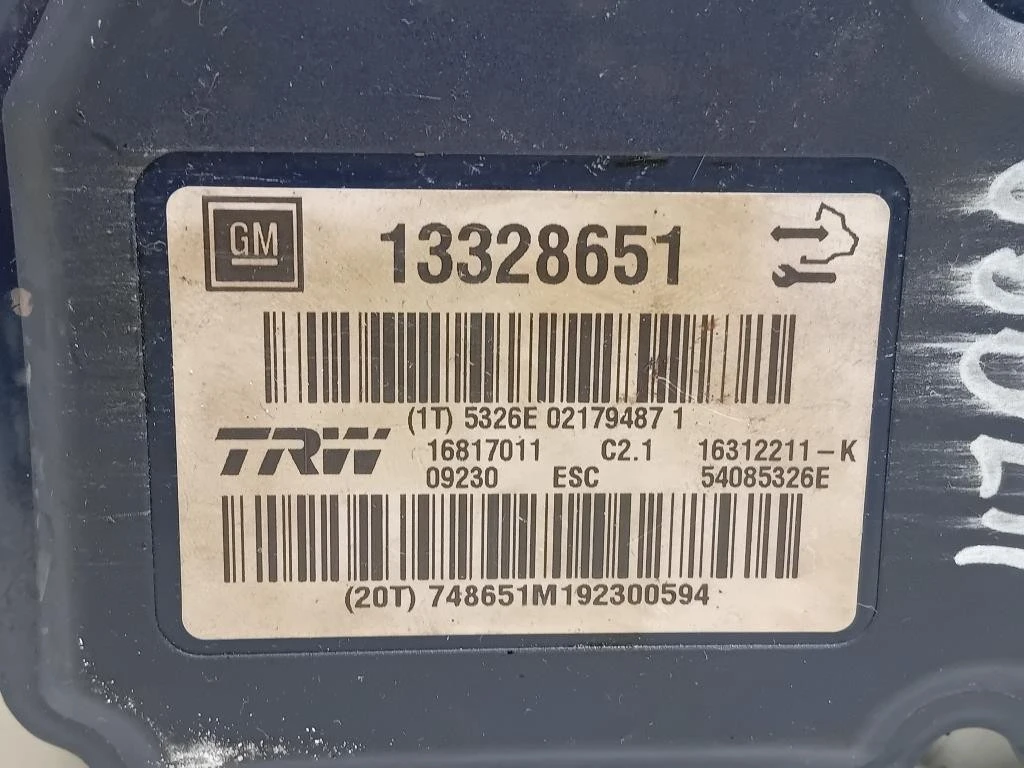 GM 13328651
(1T) 5326E 02179487 1
TRW 16817011 C2.1 16312211-K
09230 ESC 54085326E
(20T) 748651M192300594